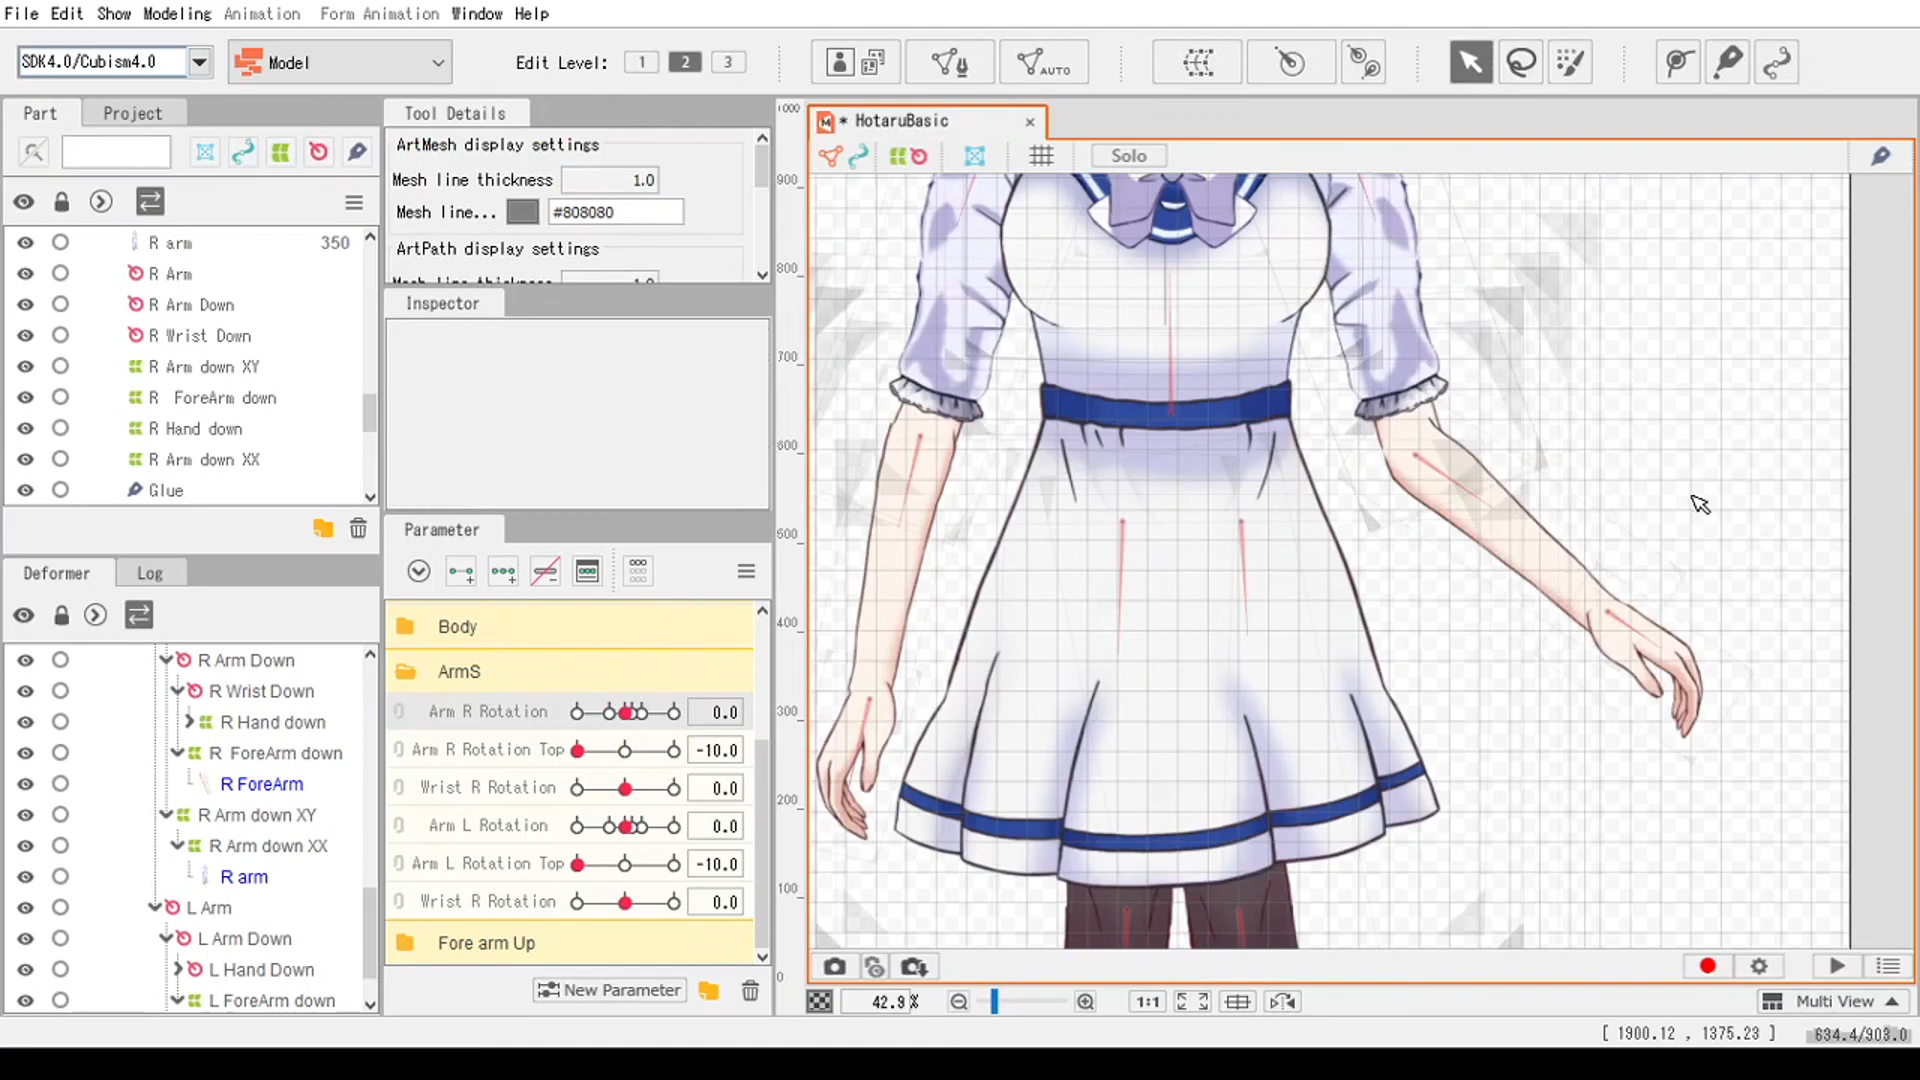 File Edit Show Modeling Animation Form Animation Window Help
SDK4.0/Cubism4.0 Model Edit Level: 1 2 3 AUTO
Part Project
Tool Details
* HotaruBasic ×
ArtMesh display settings
Mesh line thickness 1.0
Mesh line... #808080
ArtPath display settings
Solo
R arm 350
R Arm
R Arm Down
R Wrist Down
R Arm down XY
R ForeArm down
R Hand down
R Arm down XX
Glue
Inspector
Parameter
Deformer Log
R Arm Down
R Wrist Down
R Hand down
R ForeArm down
R ForeArm
R Arm down XY
R Arm down XX
R arm
L Arm
L Arm Down
L Hand Down
L ForeArm down
Body
ArmS
Arm R Rotation 0.0
Arm R Rotation Top -10.0
Wrist R Rotation 0.0
Arm L Rotation 0.0
Arm L Rotation Top -10.0
Wrist R Rotation 0.0
Fore arm Up
New Parameter
1000
900
800
700
600
500
400
300
200
100
0
42.9% 1:1 Multi View
[ 1900.12 , 1375.23 ] 634.4/903.0